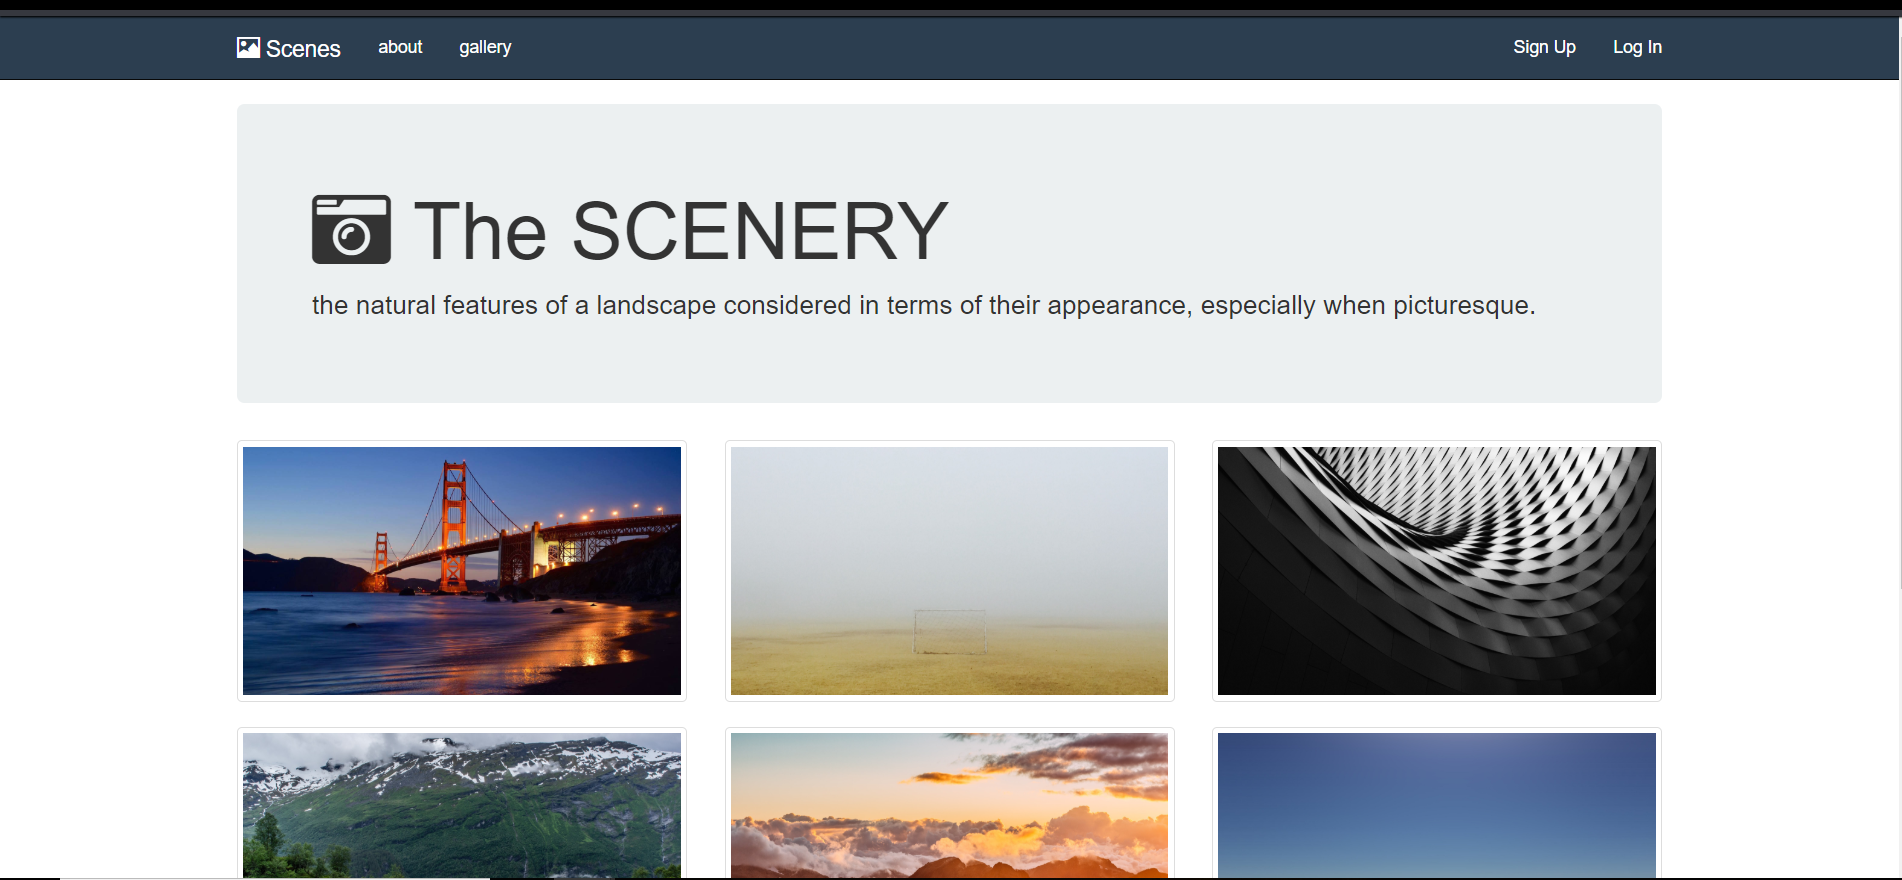 Scenes about gallery Sign Up Log In
The SCENERY
the natural features of a landscape considered in terms of their appearance, especially when picturesque.